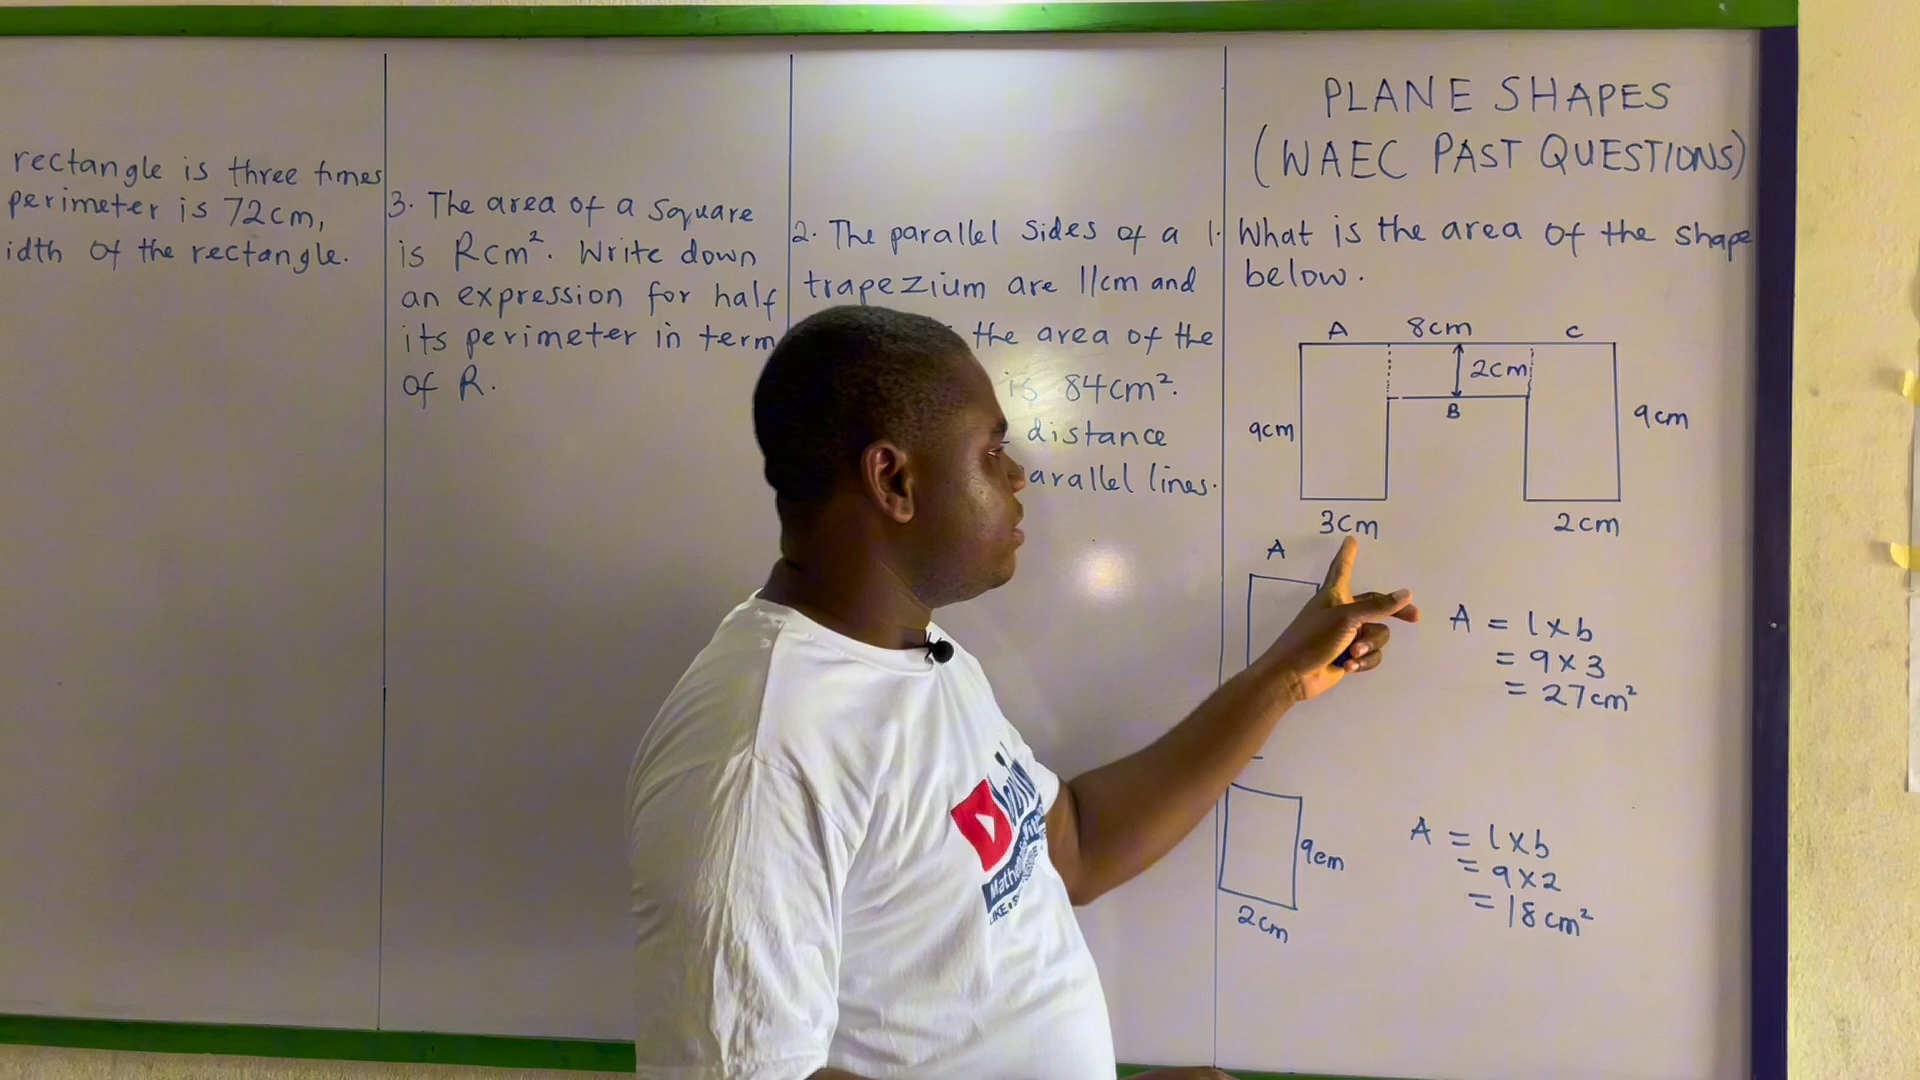 rectangle is three times
perimeter is 72cm,
idth of the rectangle.
3. The area of a square
is Rcm². Write down
an expression for half
its perimeter in term
of R.
2. The parallel sides of a
trapezium are 11cm and
the area of the
is 84cm².
distance
arallel lines.
PLANE SHAPES
(WAEC PAST QUESTIONS)
1. What is the area of the shape
below.
A 8cm C
2cm
B
9cm
9cm
3cm
2cm
A
A = l x b
= 9 x 3
= 27cm²
9cm
2cm
A = l x b
= 9 x 2
= 18cm²